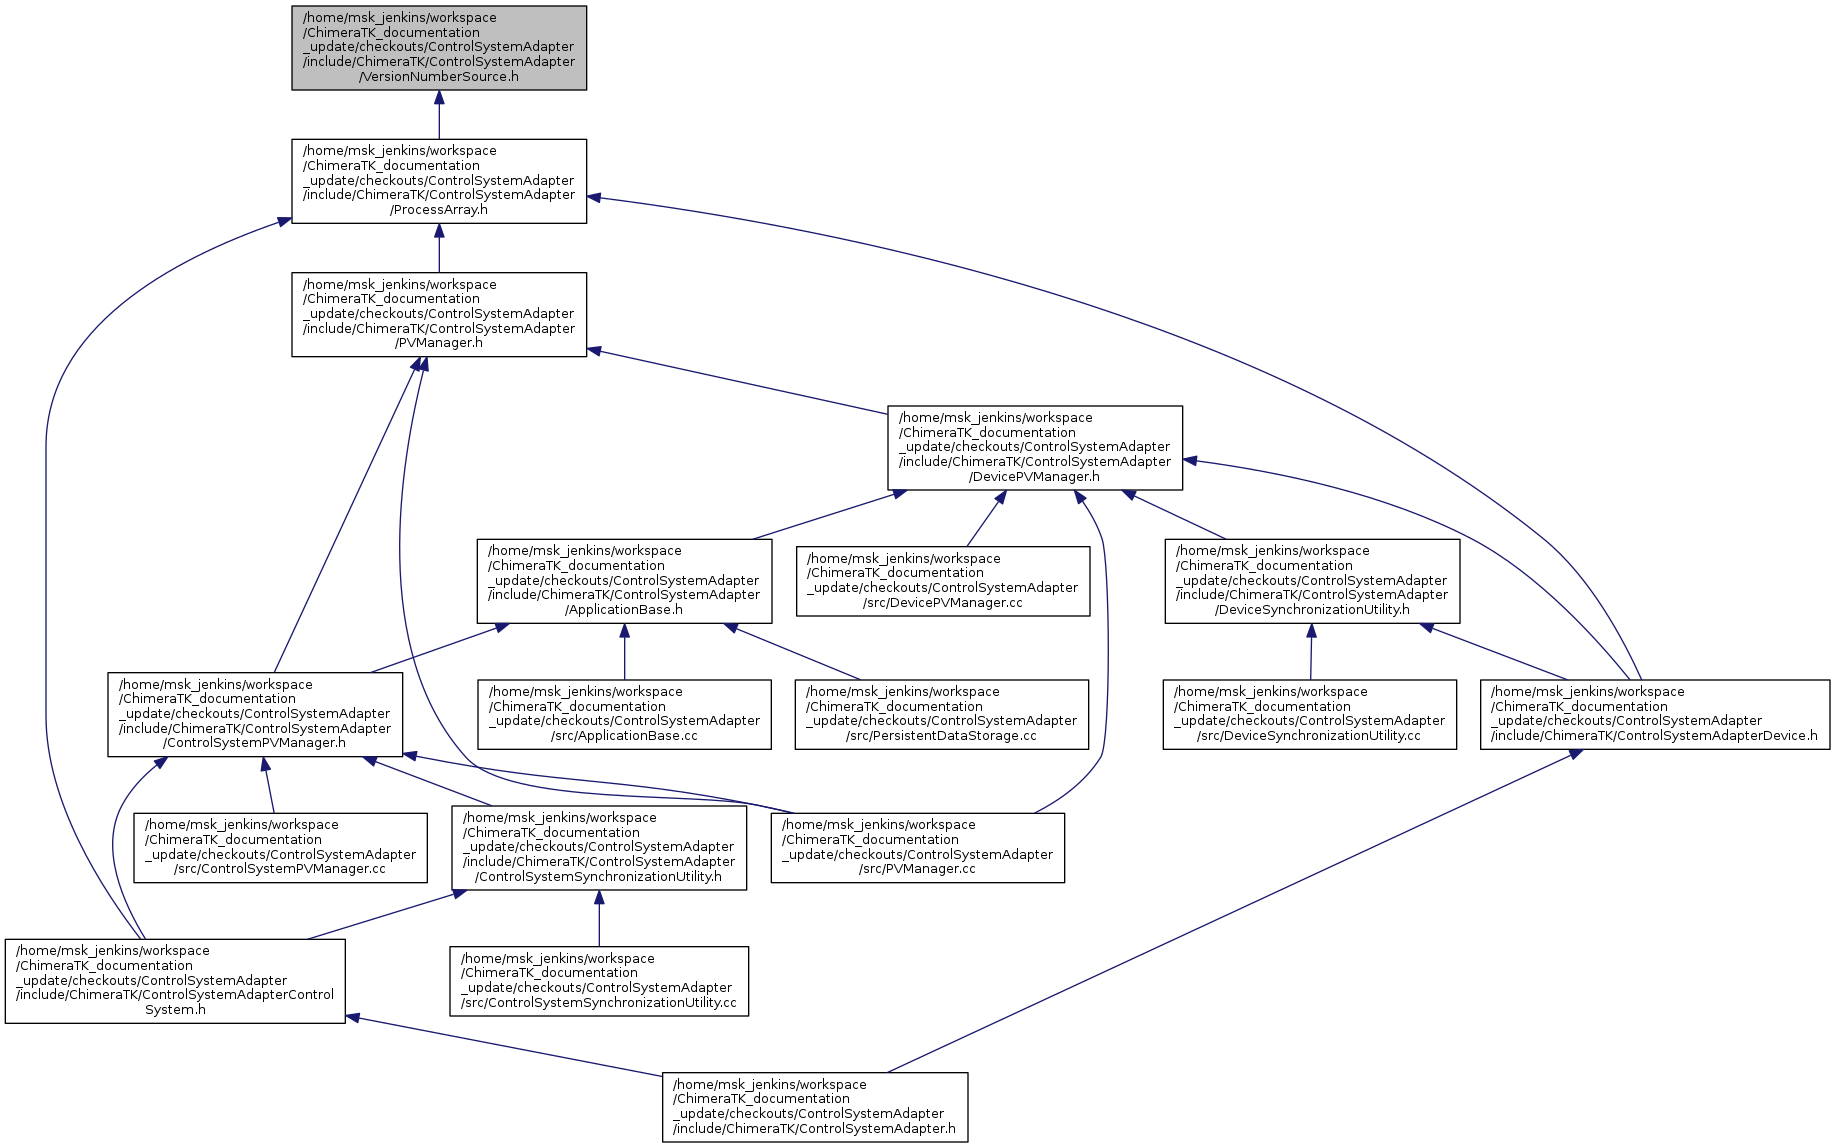 /home/msk_jenkins/workspace
/ChimeraTK_documentation
_update/checkouts/ControlSystemAdapter
/include/ChimeraTK/ControlSystemAdapter
/VersionNumberSource.h
/home/msk_jenkins/workspace
/ChimeraTK_documentation
_update/checkouts/ControlSystemAdapter
/include/ChimeraTK/ControlSystemAdapter
/ProcessArray.h
/home/msk_jenkins/workspace
/ChimeraTK_documentation
_update/checkouts/ControlSystemAdapter
/include/ChimeraTK/ControlSystemAdapter
/PVManager.h
/home/msk_jenkins/workspace
/ChimeraTK_documentation
_update/checkouts/ControlSystemAdapter
/include/ChimeraTK/ControlSystemAdapter
/DevicePVManager.h
/home/msk_jenkins/workspace
/ChimeraTK_documentation
_update/checkouts/ControlSystemAdapter
/include/ChimeraTK/ControlSystemAdapter
/ApplicationBase.h
/home/msk_jenkins/workspace
/ChimeraTK_documentation
_update/checkouts/ControlSystemAdapter
/src/DevicePVManager.cc
/home/msk_jenkins/workspace
/ChimeraTK_documentation
_update/checkouts/ControlSystemAdapter
/include/ChimeraTK/ControlSystemAdapter
/DeviceSynchronizationUtility.h
/home/msk_jenkins/workspace
/ChimeraTK_documentation
_update/checkouts/ControlSystemAdapter
/include/ChimeraTK/ControlSystemAdapter
/ControlSystemPVManager.h
/home/msk_jenkins/workspace
/ChimeraTK_documentation
_update/checkouts/ControlSystemAdapter
/src/ApplicationBase.cc
/home/msk_jenkins/workspace
/ChimeraTK_documentation
_update/checkouts/ControlSystemAdapter
/src/PersistentDataStorage.cc
/home/msk_jenkins/workspace
/ChimeraTK_documentation
_update/checkouts/ControlSystemAdapter
/src/DeviceSynchronizationUtility.cc
/home/msk_jenkins/workspace
/ChimeraTK_documentation
_update/checkouts/ControlSystemAdapter
/include/ChimeraTK/ControlSystemAdapterDevice.h
/home/msk_jenkins/workspace
/ChimeraTK_documentation
_update/checkouts/ControlSystemAdapter
/src/ControlSystemPVManager.cc
/home/msk_jenkins/workspace
/ChimeraTK_documentation
_update/checkouts/ControlSystemAdapter
/include/ChimeraTK/ControlSystemAdapter
/ControlSystemSynchronizationUtility.h
/home/msk_jenkins/workspace
/ChimeraTK_documentation
_update/checkouts/ControlSystemAdapter
/src/PVManager.cc
/home/msk_jenkins/workspace
/ChimeraTK_documentation
_update/checkouts/ControlSystemAdapter
/include/ChimeraTK/ControlSystemAdapterControl
System.h
/home/msk_jenkins/workspace
/ChimeraTK_documentation
_update/checkouts/ControlSystemAdapter
/src/ControlSystemSynchronizationUtility.cc
/home/msk_jenkins/workspace
/ChimeraTK_documentation
_update/checkouts/ControlSystemAdapter
/include/ChimeraTK/ControlSystemAdapter.h